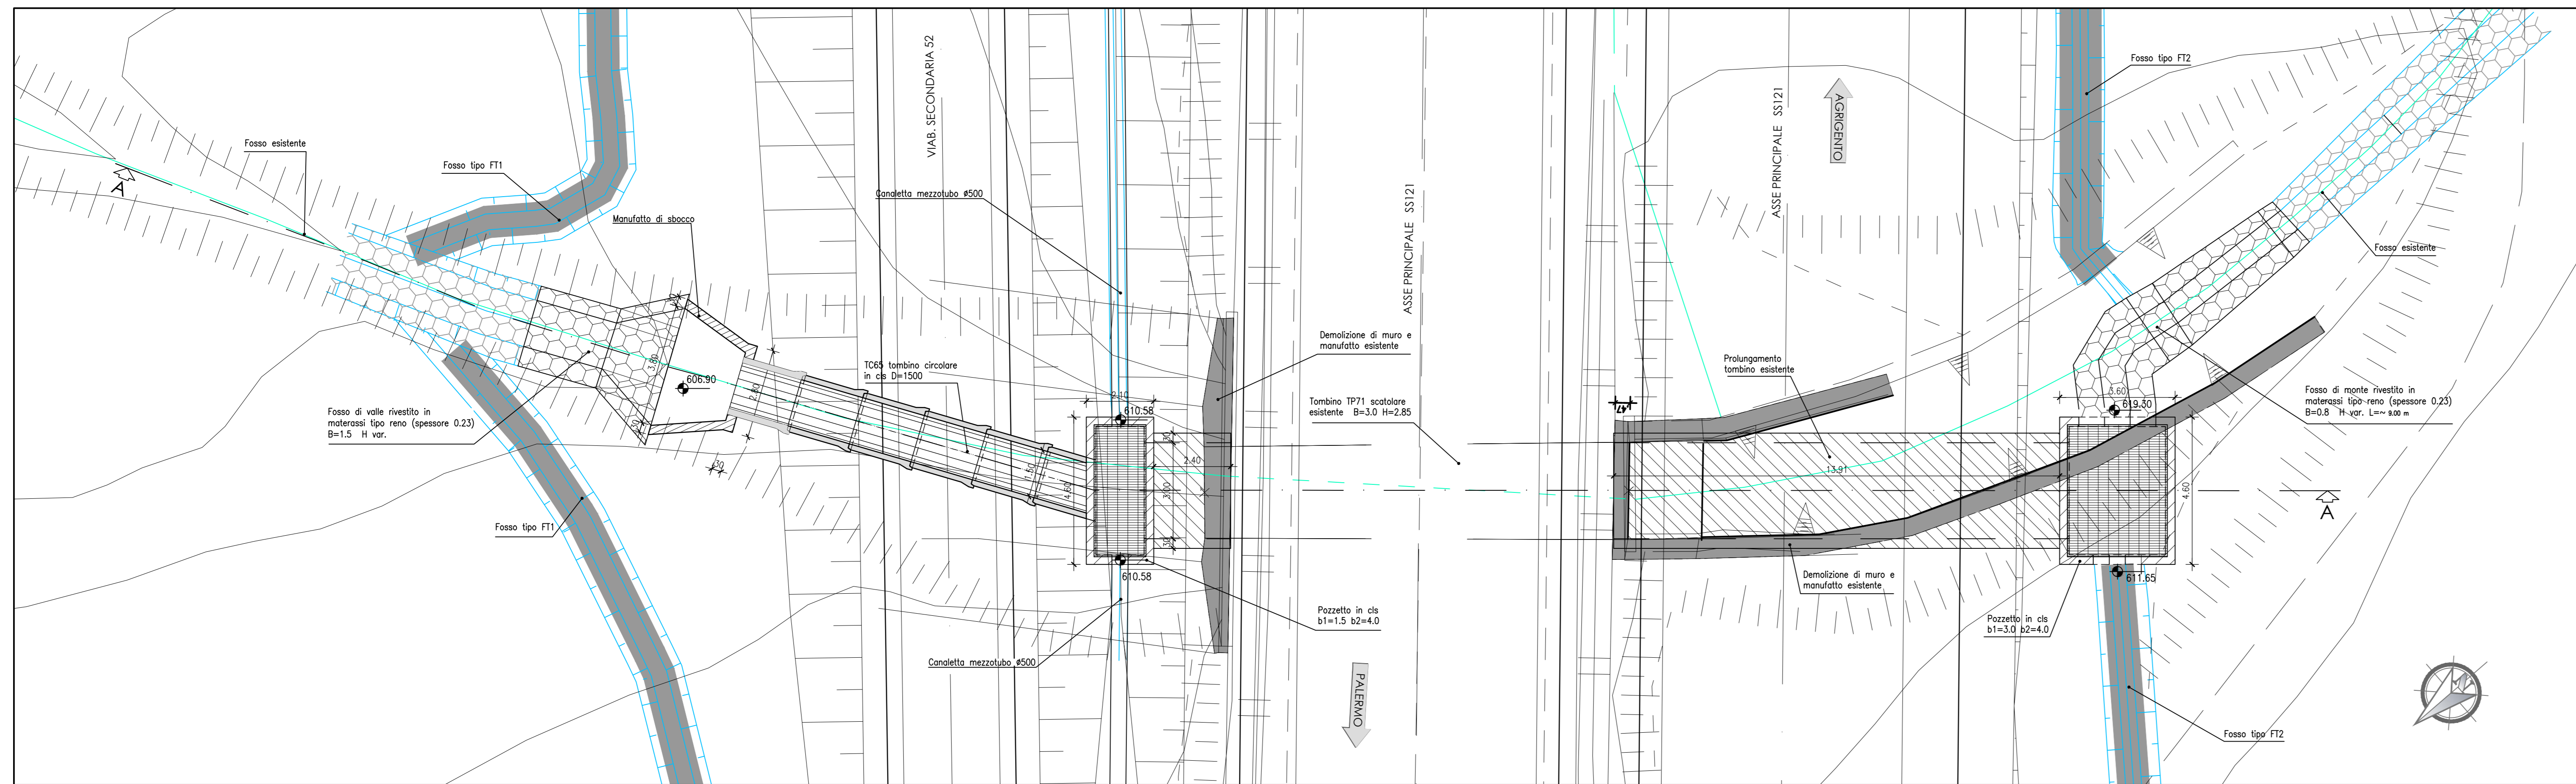 Fosso esistente
Fosso tipo FT1
A
Manufatto di sbocco
VIAB. SECONDARIA 52
Canaletta mezzotubo Ø500
ASSE PRINCIPALE SS121
ASSE PRINCIPALE SS121
AGRIGENTO
Fosso tipo FT2
Fosso esistente
Demolizione di muro e
manufatto esistente
TC65 tombino circolare
in cls D=1500
Prolungamento
tombino esistente
606.90
3.80
2.80
2.10
610.58
Tombino TP71 scatolare
esistente B=3.0 H=2.85
3.60
619.30
Fosso di monte rivestito in
materassi tipo reno (spessore 0.23)
B=0.8 H var. L=~ 9.00 m
Fosso di valle rivestito in
materassi tipo reno (spessore 0.23)
B=1.5 H var.
30
30
2.40
1.50
4.60
3.00
30
13.91
4.60
A
Fosso tipo FT1
610.58
Demolizione di muro e
manufatto esistente
611.65
Pozzetto in cls
b1=1.5 b2=4.0
Pozzetto in cls
b1=3.0 b2=4.0
Canaletta mezzotubo Ø500
PALERMO
Fosso tipo FT2